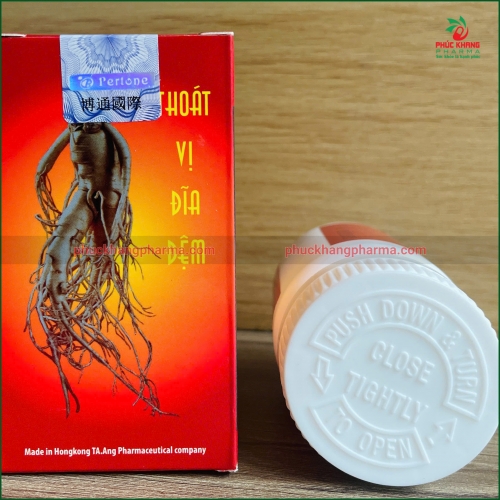 PHÚC KHANG
PHARMA
Pertone
博通國際
THOÁT
VỊ
ĐĨA
ĐỆM
phuckhangpharma.com
phuckhangpharma.com
PUSH DOWN & TURN
CLOSE
TIGHTLY
TO OPEN
Made in Hongkong TA.Ang Pharmaceutical company